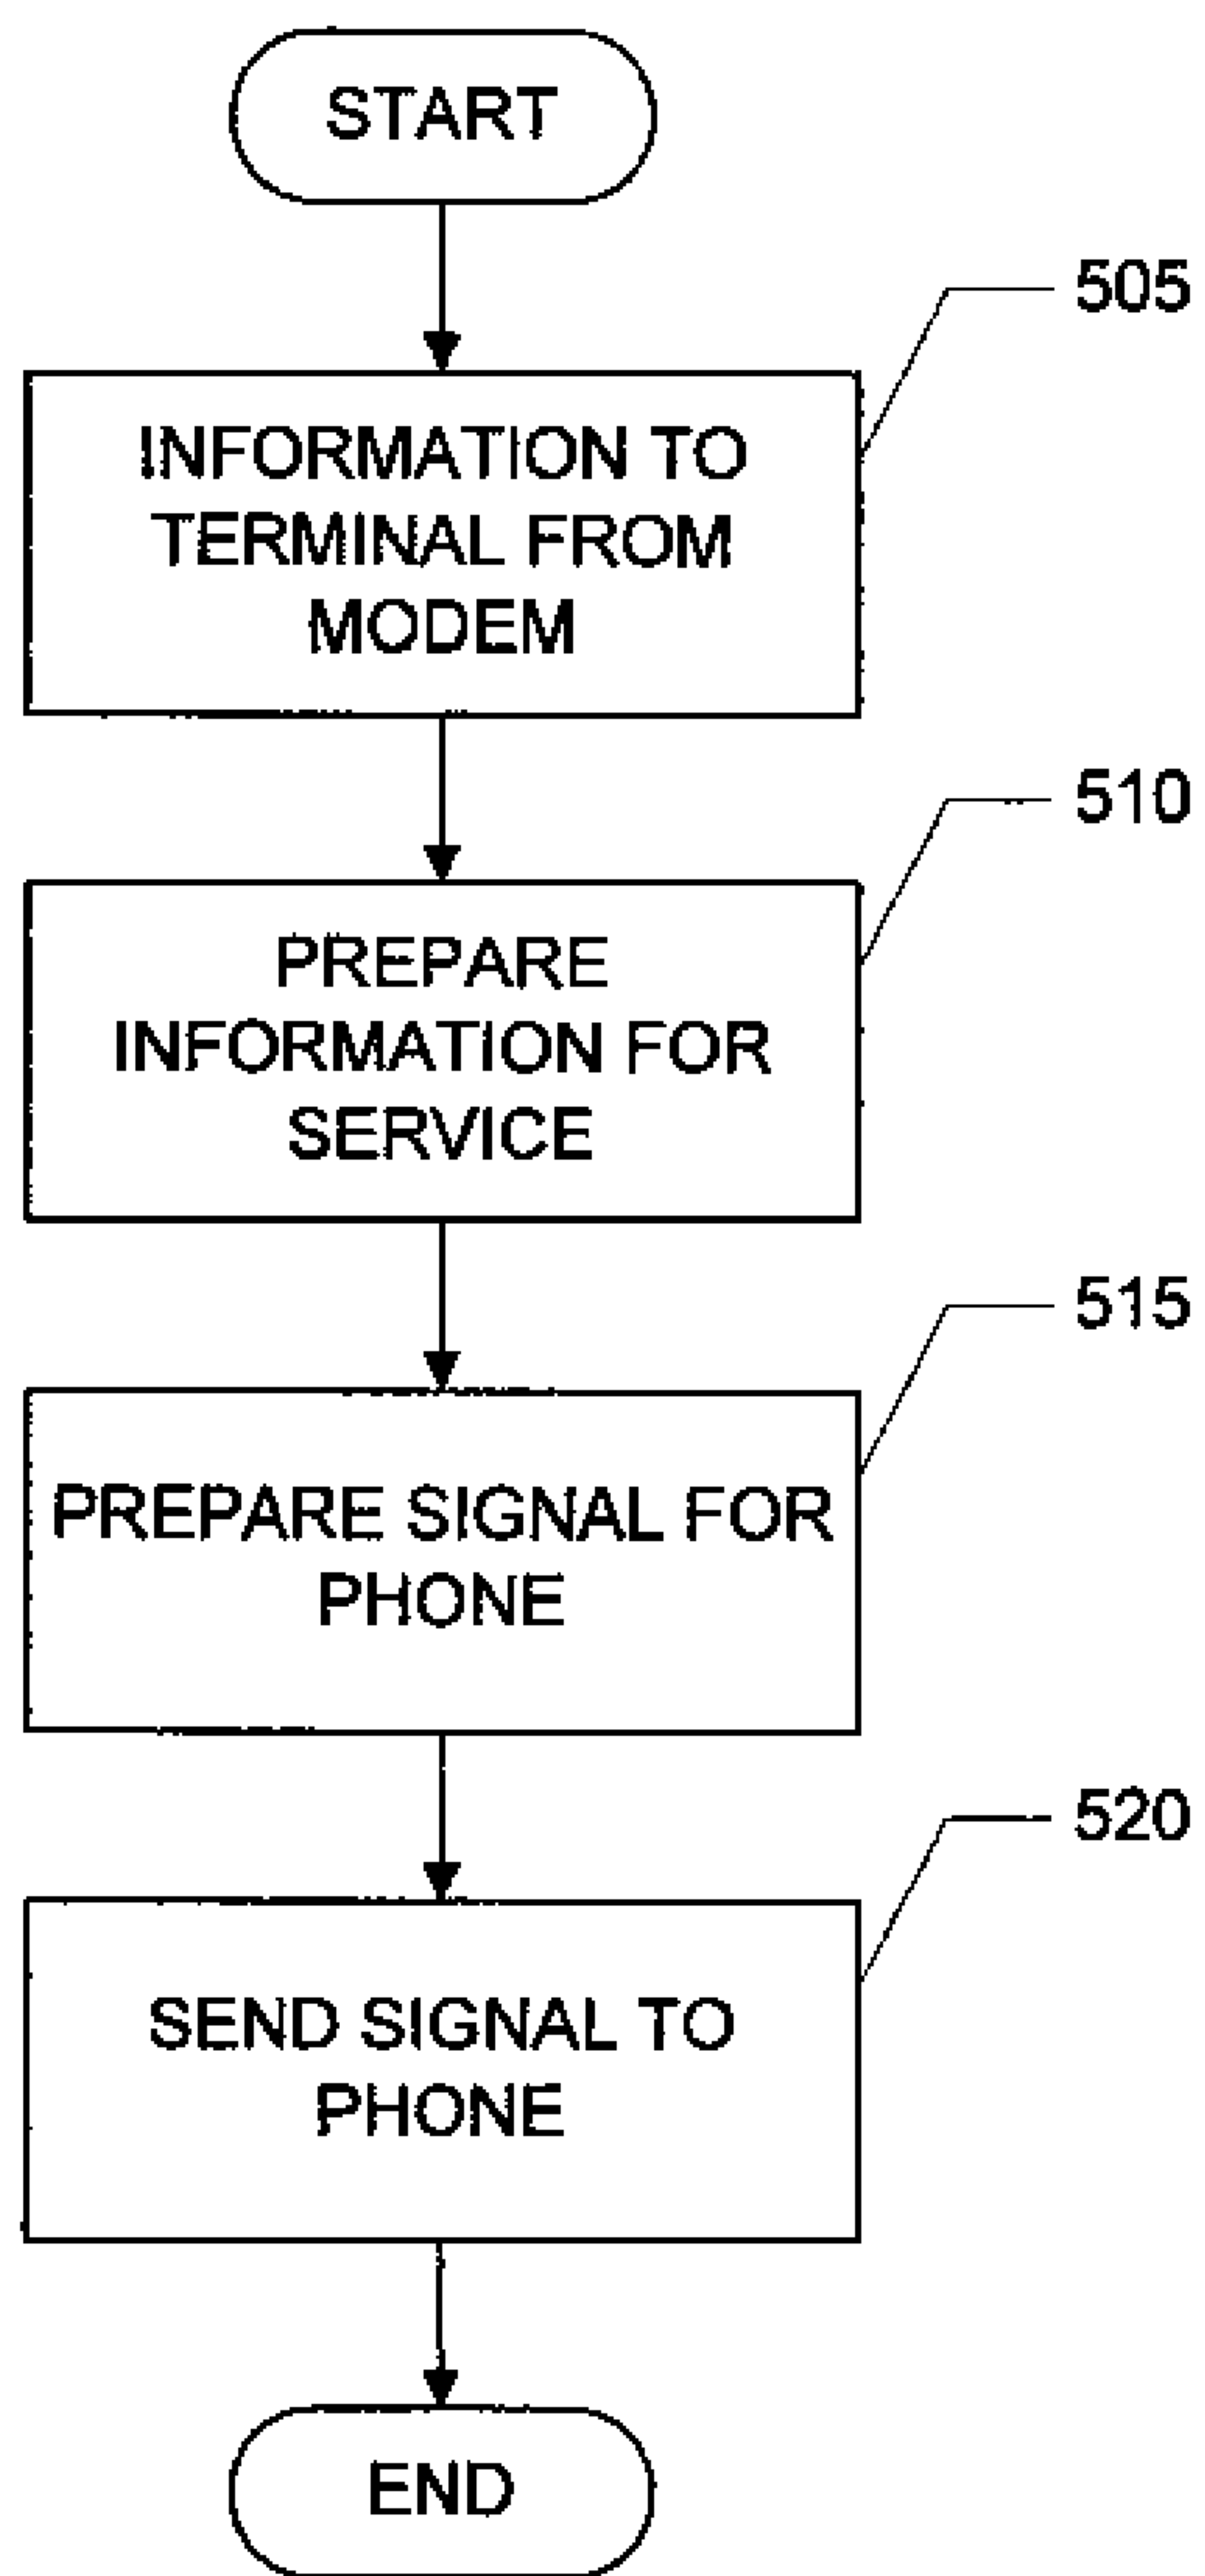 START
505
INFORMATION TO
TERMINAL FROM
MODEM
510
PREPARE
INFORMATION FOR
SERVICE
515
PREPARE SIGNAL FOR
PHONE
520
SEND SIGNAL TO
PHONE
END